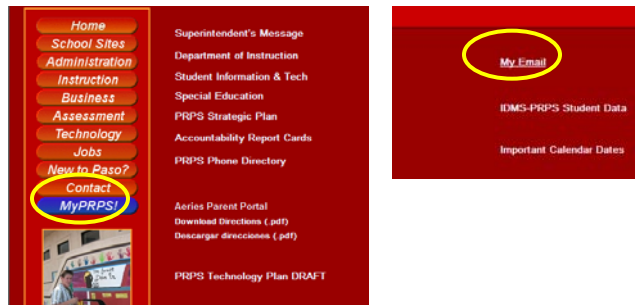 Home
School Sites
Administration
Instruction
Business
Assessment
Technology
Jobs
New to Paso?
Contact
MyPRPS!
Superintendent's Message
Department of Instruction
Student Information & Tech
Special Education
PRPS Strategic Plan
Accountability Report Cards
PRPS Phone Directory
Aeries Parent Portal
Download Directions (.pdf)
Descargar direcciones (.pdf)
PRPS Technology Plan DRAFT
My Email
IDMS-PRPS Student Data
Important Calendar Dates